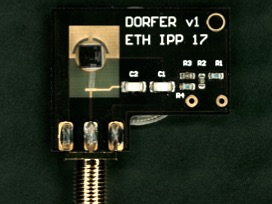 DORFER v1
ETH IPP 17
C2 C1
R3 R2 R1
R4